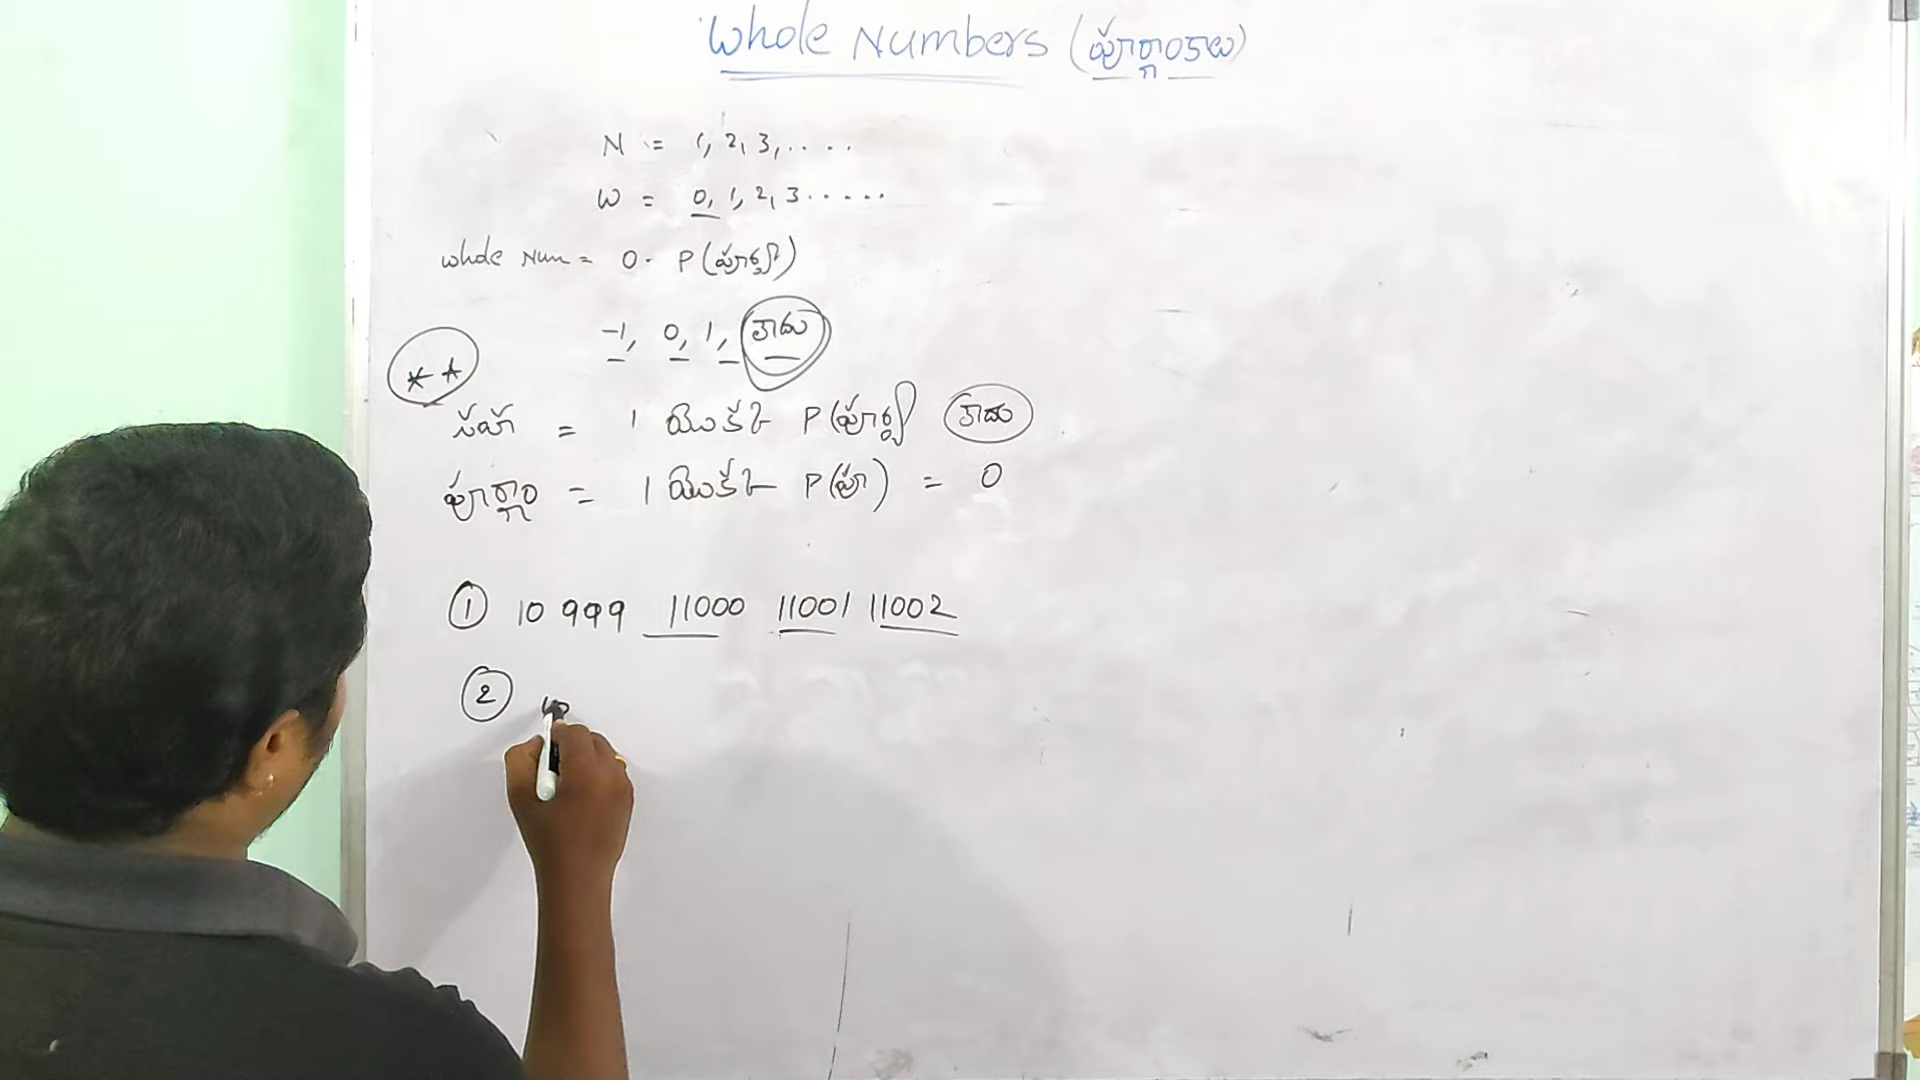 Whole Numbers (పూర్ణాంకాలు)
N = 1, 2, 3, ....
W = 0, 1, 2, 3 .....
Whole Num = 0. P(పూర్వ)
-1, 0, 1, కాదు
**
సహ = 1 యొక్క P(పూర్వ) కాదు
పూర్ణాం = 1 యొక్క P(పూ) = 0
① 10 999 11000 11001 11002
②